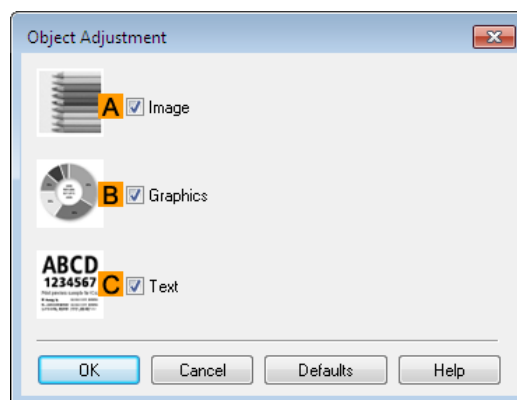 Object Adjustment
A Image
B Graphics
ABCD
1234567
C Text
OK Cancel Defaults Help